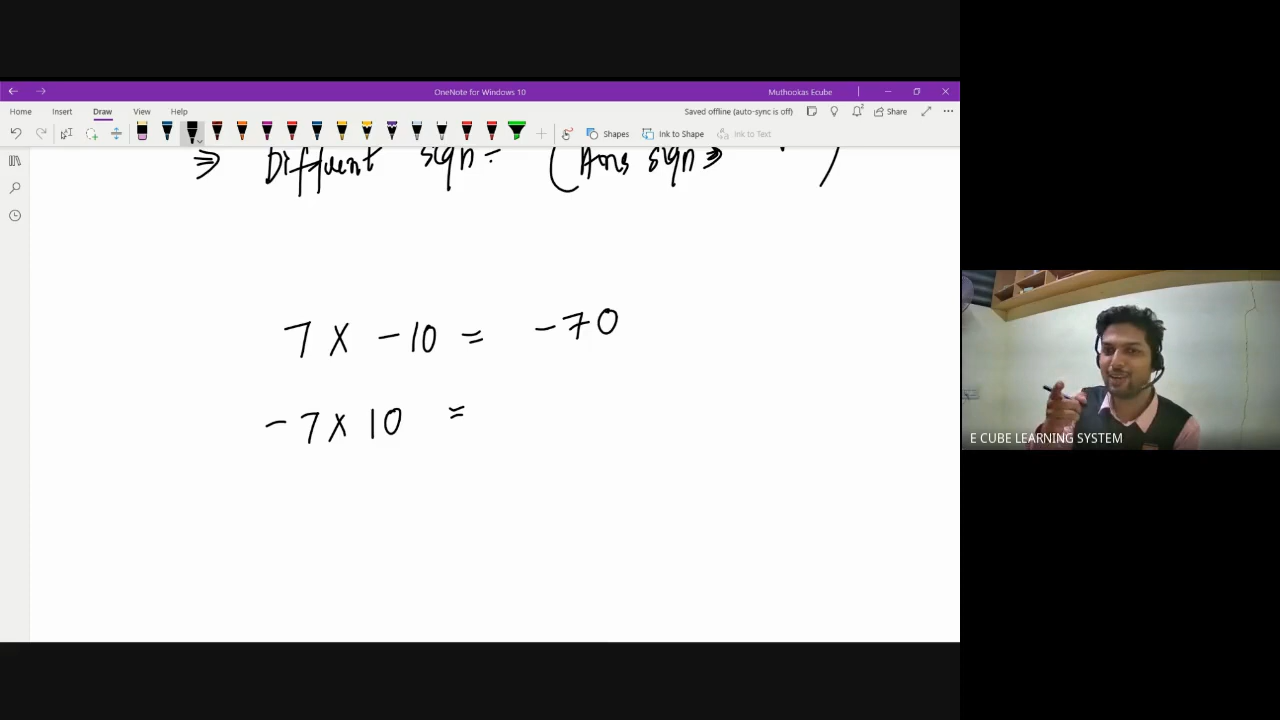 OneNote for Windows 10
Muthookas Ecube
Home Insert Draw View Help
Saved offline (auto-sync is off)
Share
Shapes
Ink to Shape
Ink to Text
⇒ Diffuent sign :- (Ans sign ⇒ )
7 X -10 = -70
-7 X 10 =
E CUBE LEARNING SYSTEM